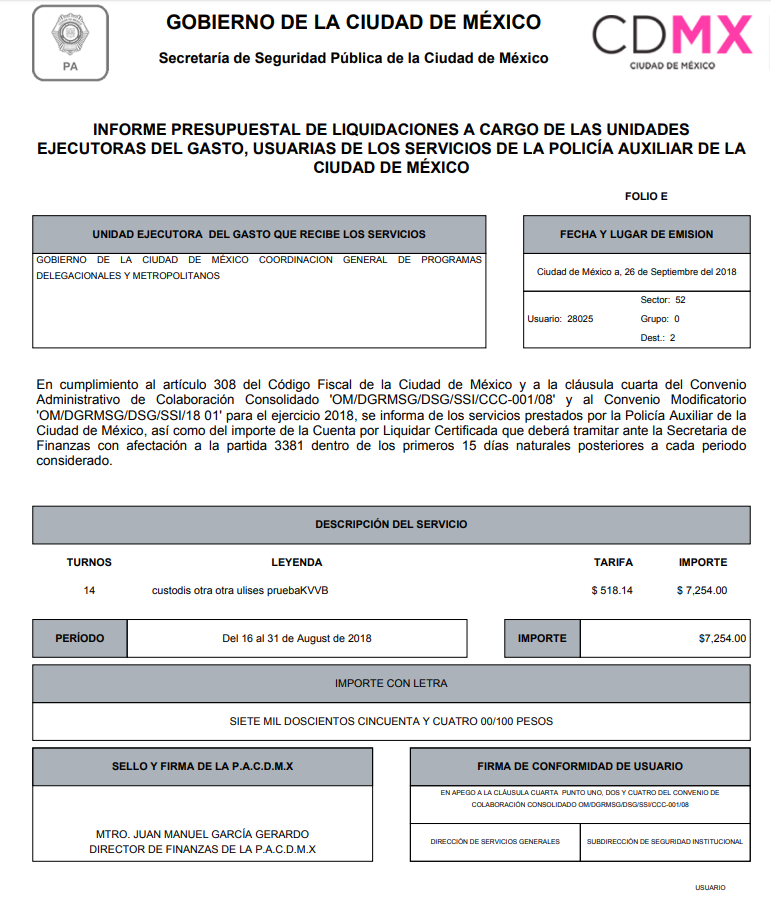 GOBIERNO DE LA CIUDAD DE MÉXICO
Secretaría de Seguridad Pública de la Ciudad de México
PA
CDMX
CIUDAD DE MÉXICO
INFORME PRESUPUESTAL DE LIQUIDACIONES A CARGO DE LAS UNIDADES
EJECUTORAS DEL GASTO, USUARIAS DE LOS SERVICIOS DE LA POLICÍA AUXILIAR DE LA
CIUDAD DE MÉXICO
FOLIO E
UNIDAD EJECUTORA DEL GASTO QUE RECIBE LOS SERVICIOS
GOBIERNO DE LA CIUDAD DE MÉXICO COORDINACION GENERAL DE PROGRAMAS
DELEGACIONALES Y METROPOLITANOS
FECHA Y LUGAR DE EMISION
Ciudad de México a, 26 de Septiembre del 2018
Sector: 52
Usuario: 28025 Grupo: 0
Dest.: 2
En cumplimiento al artículo 308 del Código Fiscal de la Ciudad de México y a la cláusula cuarta del Convenio
Administrativo de Colaboración Consolidado 'OM/DGRMSG/DSG/SSI/CCC-001/08' y al Convenio Modificatorio
'OM/DGRMSG/DSG/SSI/18 01' para el ejercicio 2018, se informa de los servicios prestados por la Policía Auxiliar de la
Ciudad de México, así como del importe de la Cuenta por Liquidar Certificada que deberá tramitar ante la Secretaria de
Finanzas con afectación a la partida 3381 dentro de los primeros 15 días naturales posteriores a cada periodo
considerado.
DESCRIPCIÓN DEL SERVICIO
TURNOS LEYENDA TARIFA IMPORTE
14 custodis otra otra ulises pruebaKVVB $ 518.14 $ 7,254.00
PERÍODO Del 16 al 31 de August de 2018 IMPORTE $7,254.00
IMPORTE CON LETRA
SIETE MIL DOSCIENTOS CINCUENTA Y CUATRO 00/100 PESOS
SELLO Y FIRMA DE LA P.A.C.D.M.X
MTRO. JUAN MANUEL GARCÍA GERARDO
DIRECTOR DE FINANZAS DE LA P.A.C.D.M.X
FIRMA DE CONFORMIDAD DE USUARIO
EN APEGO A LA CLÁUSULA CUARTA PUNTO UNO, DOS Y CUATRO DEL CONVENIO DE
COLABORACIÓN CONSOLIDADO OM/DGRMSG/DSG/SSI/CCC-001/08
DIRECCIÓN DE SERVICIOS GENERALES SUBDIRECCIÓN DE SEGURIDAD INSTITUCIONAL
USUARIO